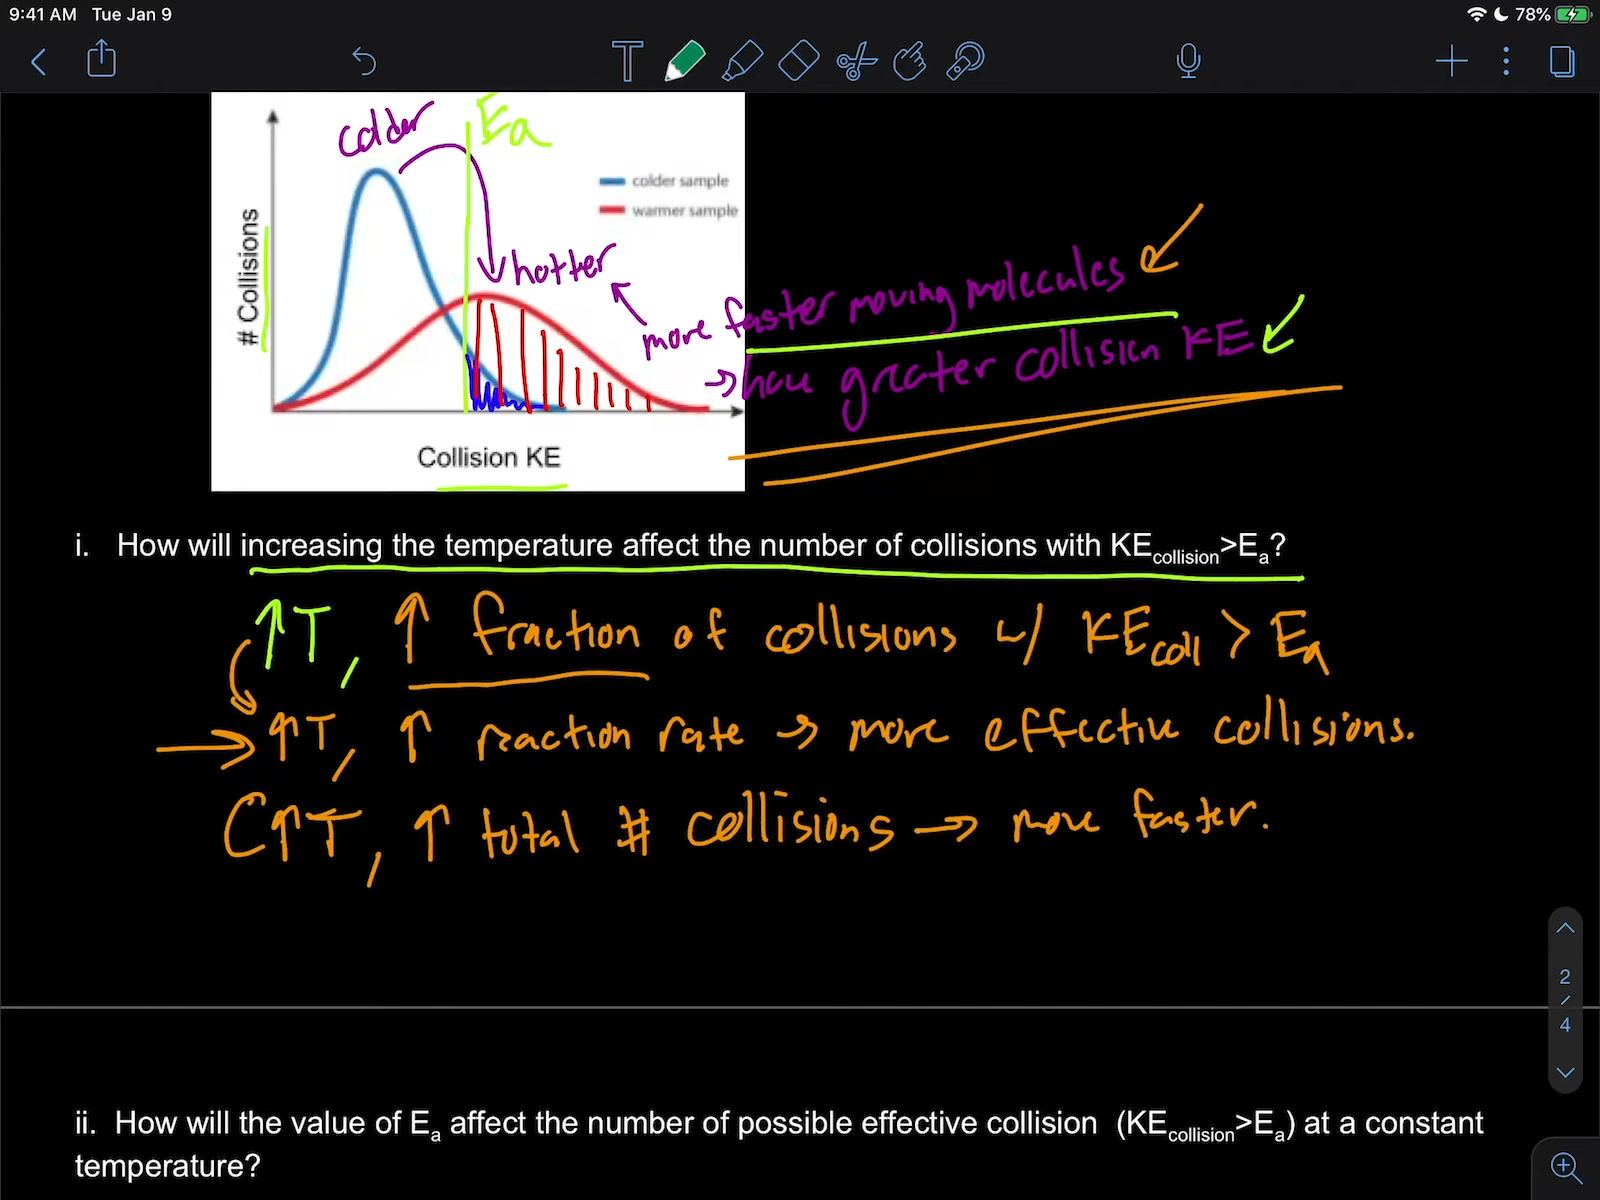 9:41 AM Tue Jan 9
78%
T
colder
Ea
colder sample
warmer sample
# Collisions
hotter
more faster moving molecules
→ have greater collision KE
Collision KE
i. How will increasing the temperature affect the number of collisions with KEcollision>Ea?
↑T, ↑ fraction of collisions w/ KEcoll > Ea
→ ↑T, ↑ reaction rate → more effective collisions.
↑T, ↑ total # collisions → more faster.
2
/
4
ii. How will the value of Ea affect the number of possible effective collision (KEcollision>Ea) at a constant
temperature?